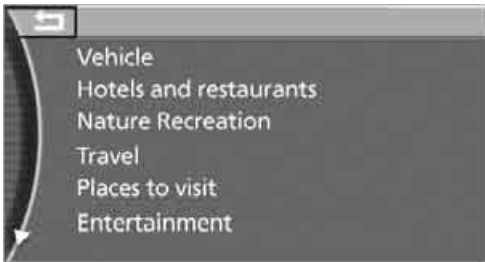 Vehicle
Hotels and restaurants
Nature Recreation
Travel
Places to visit
Entertainment